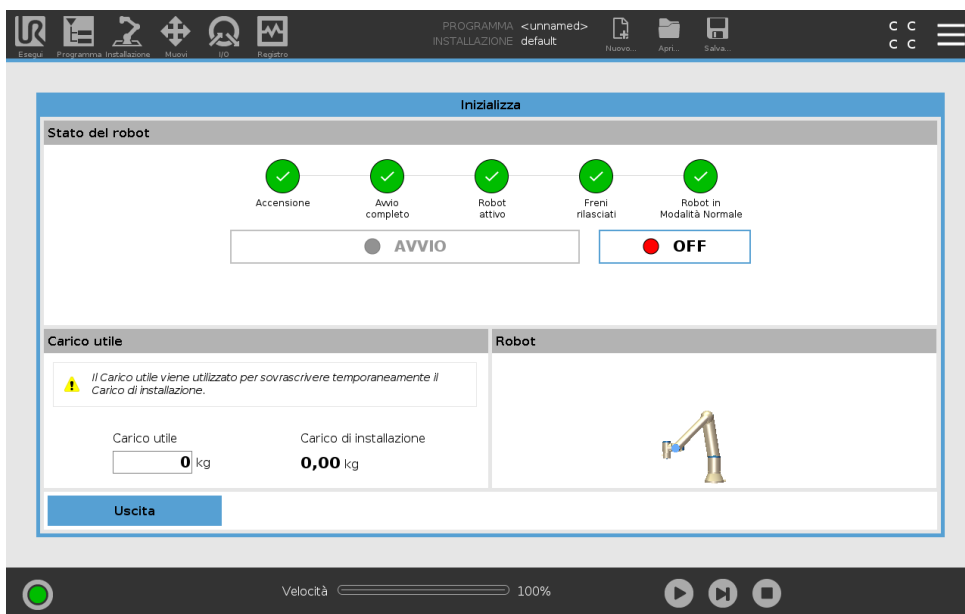 PROGRAMMA <unnamed>
INSTALLAZIONE default
C C
C C
Esegui Programma Installazione Muovi I/O Registro Nuovo... Apri... Salva...
Inizializza
Stato del robot
Accensione
Avvio
completo
Robot
attivo
Freni
rilasciati
Robot in
Modalità Normale
AVVIO
OFF
Carico utile
Il Carico utile viene utilizzato per sovrascrivere temporaneamente il
Carico di installazione.
Carico utile
0 kg
Carico di installazione
0,00 kg
Robot
Uscita
Velocità 100%